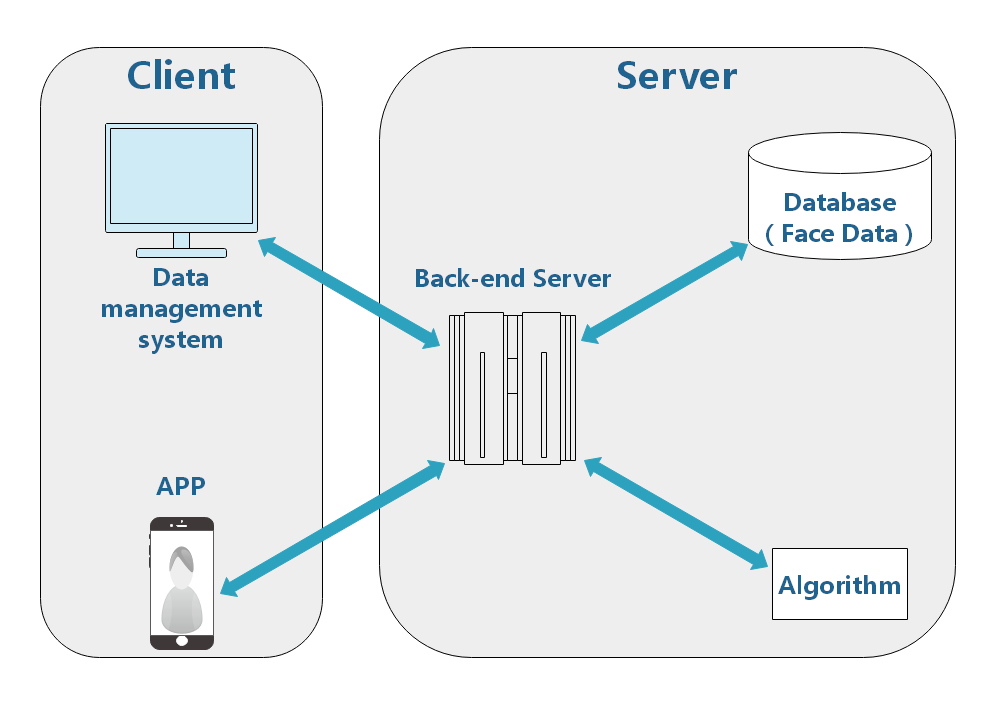 Client
Server
Data
management
system
Back-end Server
Database
( Face Data )
APP
Algorithm